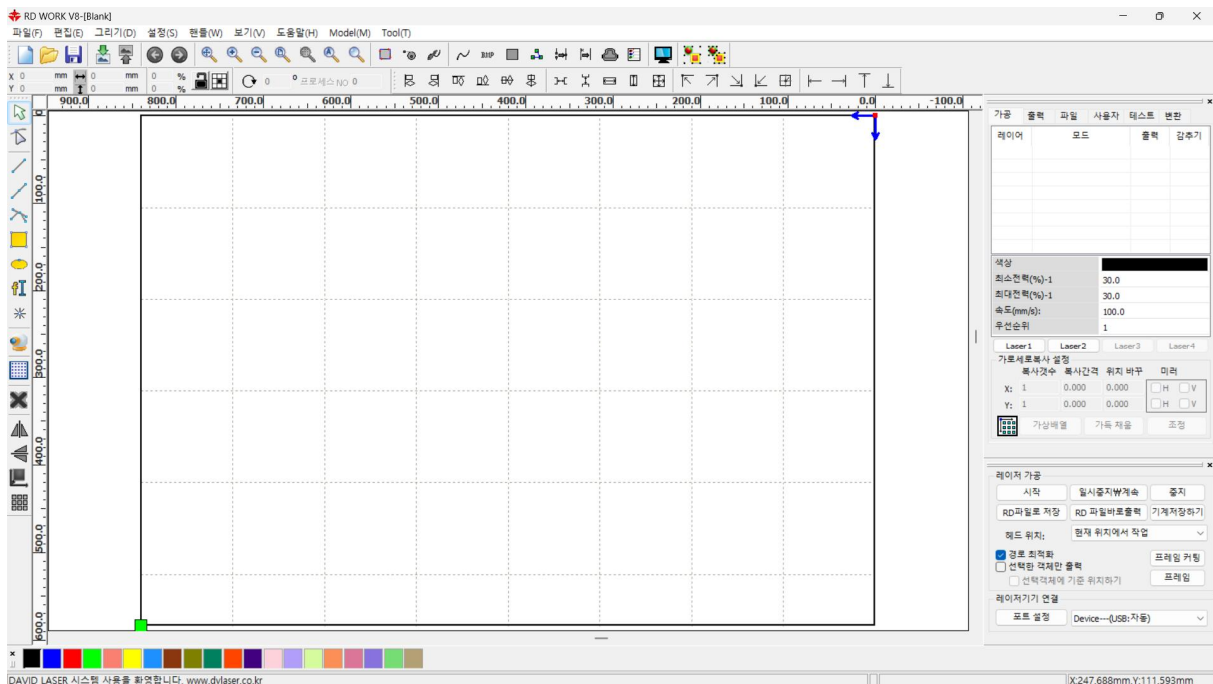 RD WORK V8-[Blank]
파일(F) 편집(E) 그리기(D) 설정(S) 핸들(W) 보기(V) 도움말(H) Model(M) Tool(T)
BMP
X 0 mm 0 mm 0 % 0 ° 프로세스 NO 0
Y 0 mm 0 mm 0 %
900.0 800.0 700.0 600.0 500.0 400.0 300.0 200.0 100.0 0.0 -100.0
0.0
100.0
200.0
300.0
400.0
500.0
600.0
가공 출력 파일 사용자 테스트 변환
레이어 모드 출력 감추기
색상
최소전력(%)-1 30.0
최대전력(%)-1 30.0
속도(mm/s): 100.0
우선순위 1
Laser1 Laser2 Laser3 Laser4
가로세로복사 설정
복사갯수 복사간격 위치 바꾸 미러
X: 1 0.000 0.000 H V
Y: 1 0.000 0.000 H V
가상배열 가득 채움 조정
레이저 가공
시작 일시중지₩계속 중지
RD파일로 저장 RD 파일바로출력 기계저장하기
헤드 위치: 현재 위치에서 작업
경로 최적화
프레임 커팅
선택한 객체만 출력
선택객체에 기준 위치하기 프레임
레이저기기 연결
포트 설정 Device---(USB:자동)
DAVID LASER 시스템 사용을 환영합니다. www.dvlaser.co.kr X:247.688mm,Y:111.593mm